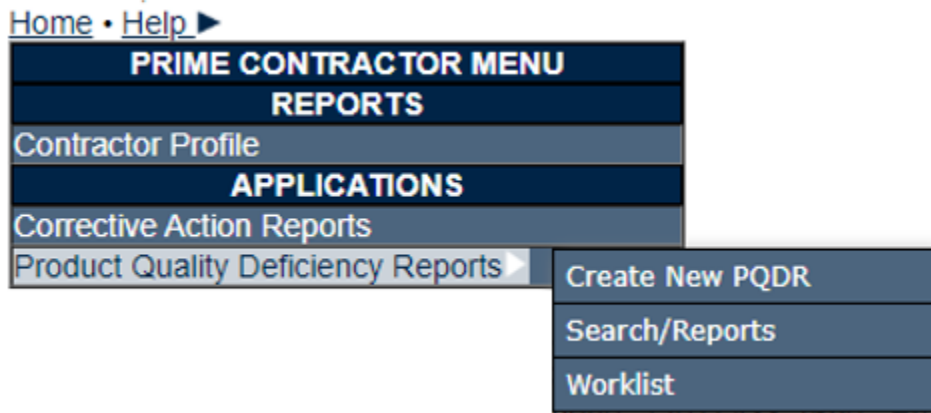 Home • Help ▶
PRIME CONTRACTOR MENU
REPORTS
Contractor Profile
APPLICATIONS
Corrective Action Reports
Product Quality Deficiency Reports
Create New PQDR
Search/Reports
Worklist